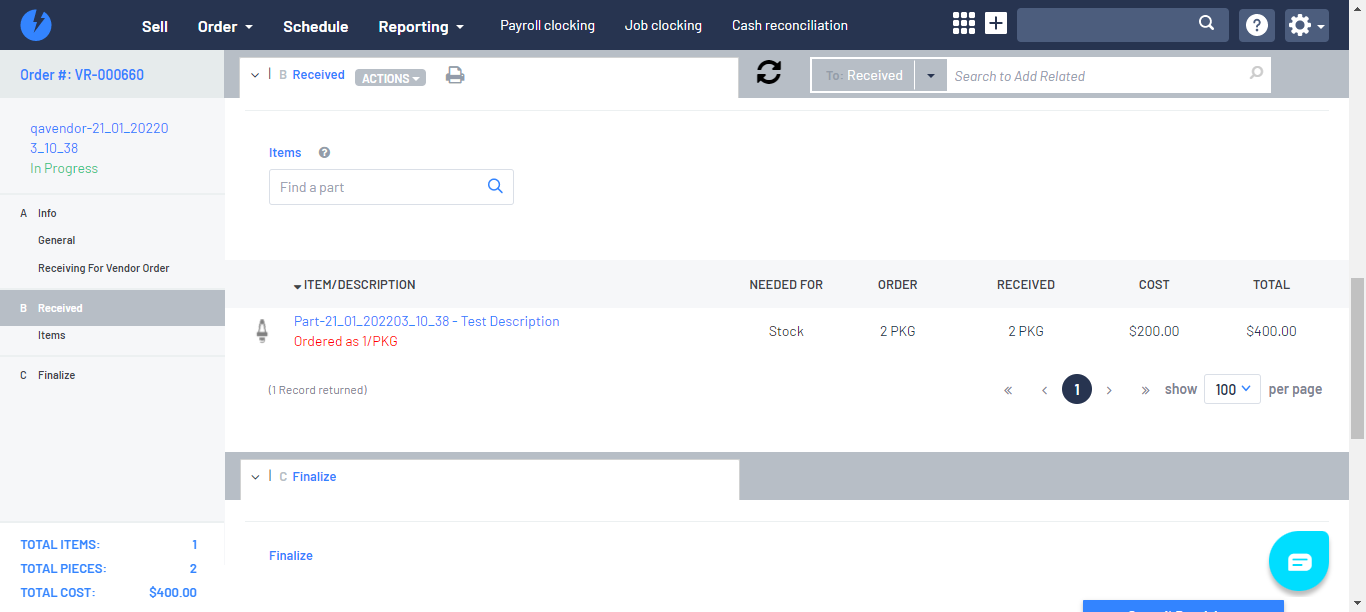 Sell Order Schedule Reporting Payroll clocking Job clocking Cash reconciliation
Order #: VR-000660
B Received ACTIONS
To: Received Search to Add Related
qavendor-21_01_20220
3_10_38
In Progress
A Info
General
Receiving For Vendor Order
B Received
Items
C Finalize
TOTAL ITEMS: 1
TOTAL PIECES: 2
TOTAL COST: $400.00
Items ?
Find a part
ITEM/DESCRIPTION NEEDED FOR ORDER RECEIVED COST TOTAL
Part-21_01_202203_10_38 - Test Description
Ordered as 1/PKG
Stock 2 PKG 2 PKG $200.00 $400.00
(1 Record returned) « ‹ 1 › » show 100 per page
C Finalize
Finalize